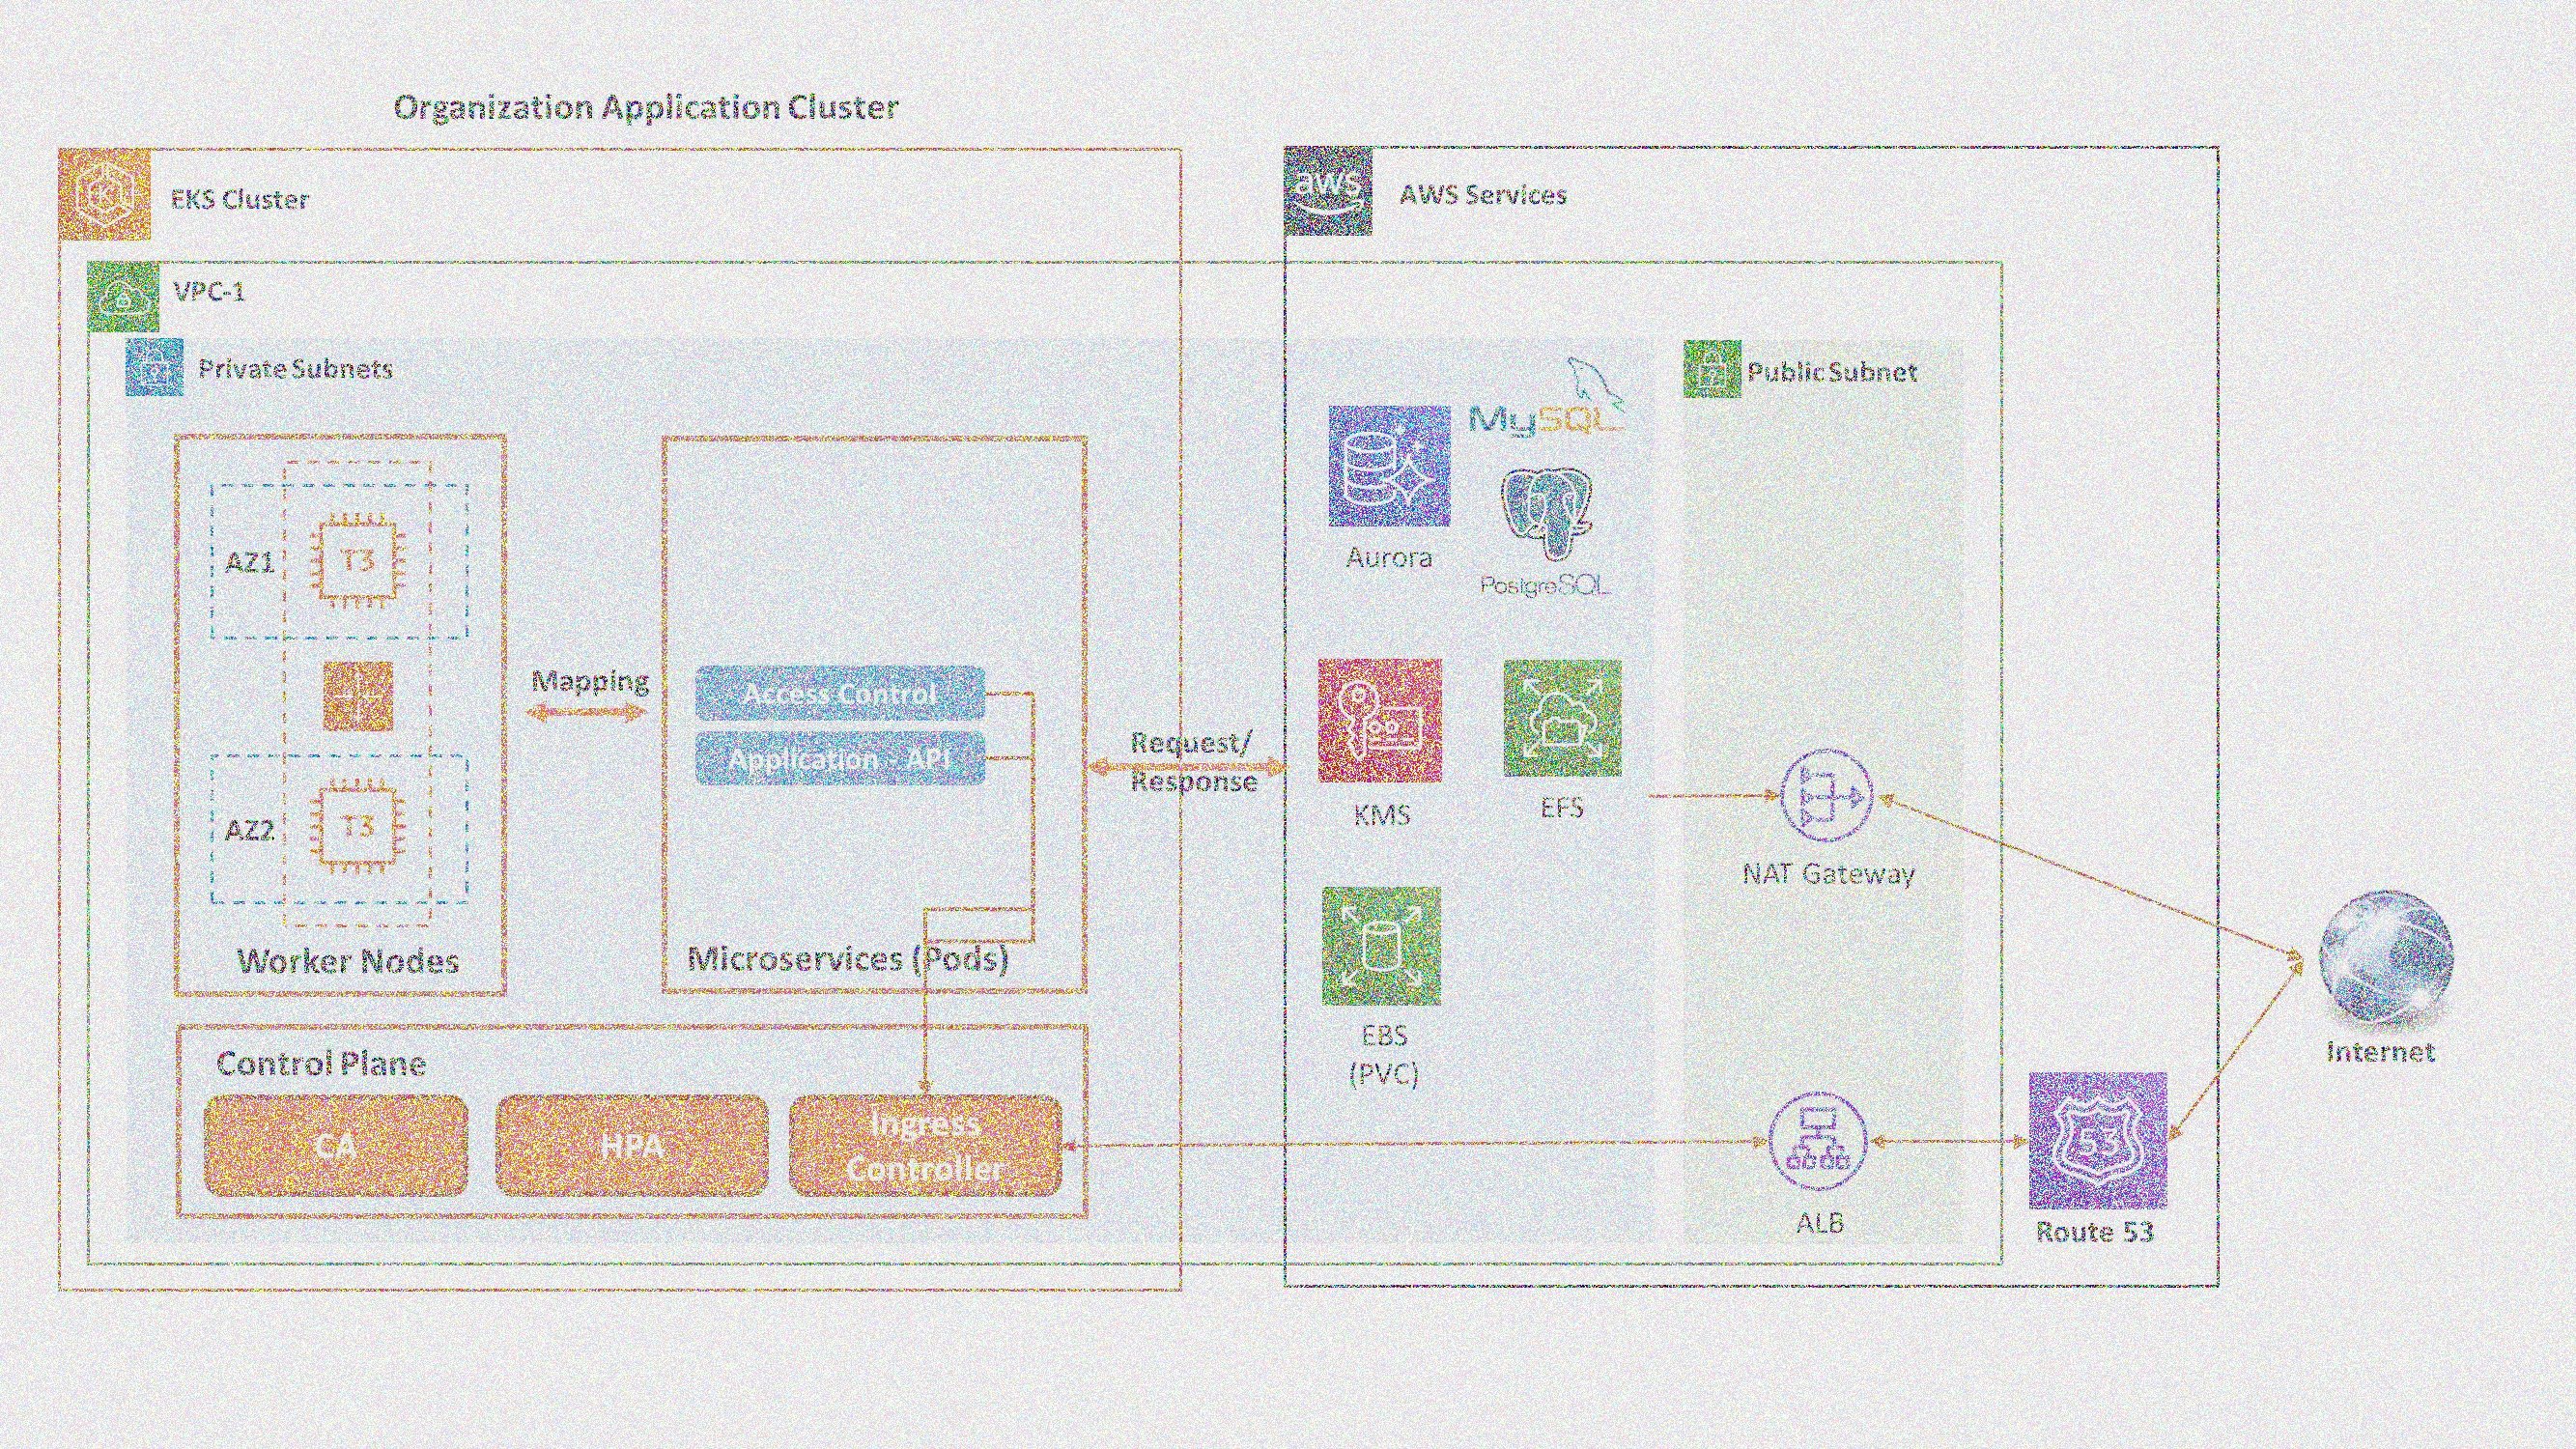 Organization Application Cluster
EKS Cluster
aws
AWS Services
VPC-1
Private Subnets
Public Subnet
MySQL
AZ1
T3
Aurora
PostgreSQL
Mapping
Access Control
Application - API
Request/
Response
KMS
EFS
AZ2
T3
NAT Gateway
Worker Nodes
Microservices (Pods)
EBS
(PVC)
Internet
Control Plane
CA
HPA
Ingress
Controller
53
ALB
Route 53